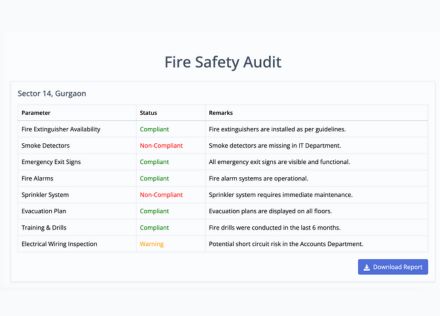 Fire Safety Audit
Sector 14, Gurgaon
Parameter Status Remarks
Fire Extinguisher Availability Compliant Fire extinguishers are installed as per guidelines.
Smoke Detectors Non-Compliant Smoke detectors are missing in IT Department.
Emergency Exit Signs Compliant All emergency exit signs are visible and functional.
Fire Alarms Compliant Fire alarm systems are operational.
Sprinkler System Non-Compliant Sprinkler system requires immediate maintenance.
Evacuation Plan Compliant Evacuation plans are displayed on all floors.
Training & Drills Compliant Fire drills were conducted in the last 6 months.
Electrical Wiring Inspection Warning Potential short circuit risk in the Accounts Department.
Download Report